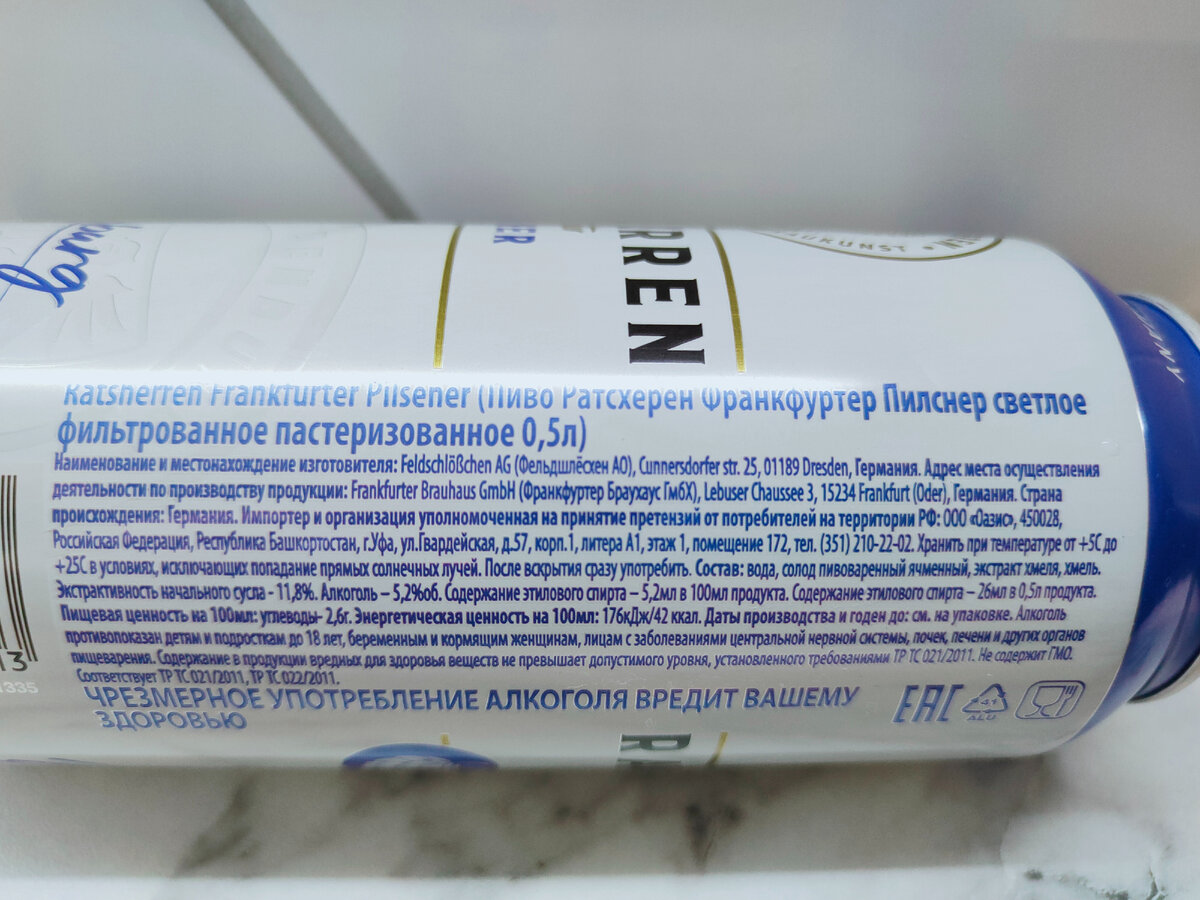 RREN
ER
AUKUNST
Ratsherren Frankfurter Pilsener (Пиво Ратсхерен Франкфуртер Пилснер светлое
фильтрованное пастеризованное 0,5л)
Наименование и местонахождение изготовителя: Feldschlößchen AG (Фельдшлёсхен АО), Cunnersdorfer str. 25, 01189 Dresden, Германия. Адрес места осуществления
деятельности по производству продукции: Frankfurter Brauhaus GmbH (Франкфуртер Браухаус ГмбХ), Lebuser Chaussee 3, 15234 Frankfurt (Oder), Германия. Страна
происхождения: Германия. Импортер и организация уполномоченная на принятие претензий от потребителей на территории РФ: ООО «Оазис», 450028,
Российская Федерация, Республика Башкортостан, г.Уфа, ул.Гвардейская, д.57, корп.1, литера А1, этаж 1, помещение 172, тел. (351) 210-22-02. Хранить при температуре от +5С до
+25С в условиях, исключающих попадание прямых солнечных лучей. После вскрытия сразу употребить. Состав: вода, солод пивоваренный ячменный, экстракт хмеля, хмель.
Экстрактивность начального сусла - 11,8%. Алкоголь – 5,2%об. Содержание этилового спирта – 5,2мл в 100мл продукта. Содержание этилового спирта – 26мл в 0,5л продукта.
Пищевая ценность на 100мл: углеводы- 2,6г. Энергетическая ценность на 100мл: 176кДж/42 ккал. Даты производства и годен до: см. на упаковке. Алкоголь
противопоказан детям и подросткам до 18 лет, беременным и кормящим женщинам, лицам с заболеваниями центральной нервной системы, почек, печени и других органов
пищеварения. Содержание в продукции вредных для здоровья веществ не превышает допустимого уровня, установленного требованиями ТР ТС 021/2011. Не содержит ГМО.
Соответствует ТР ТС 021/2011, ТР ТС 022/2011.
ЧРЕЗМЕРНОЕ УПОТРЕБЛЕНИЕ АЛКОГОЛЯ ВРЕДИТ ВАШЕМУ
ЗДОРОВЬЮ
EAC
41
ALU
13
1335